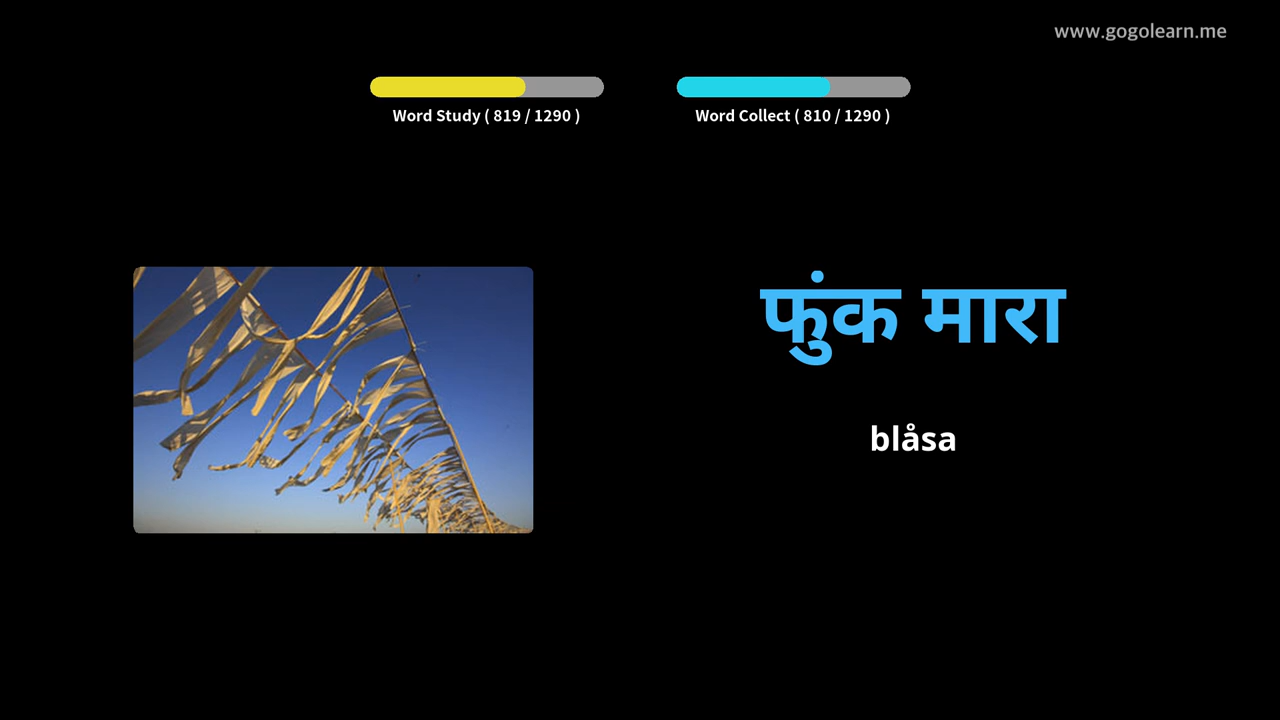 www.gogolearn.me
Word Study ( 819 / 1290 )
Word Collect ( 810 / 1290 )
फुंक मारा
blåsa